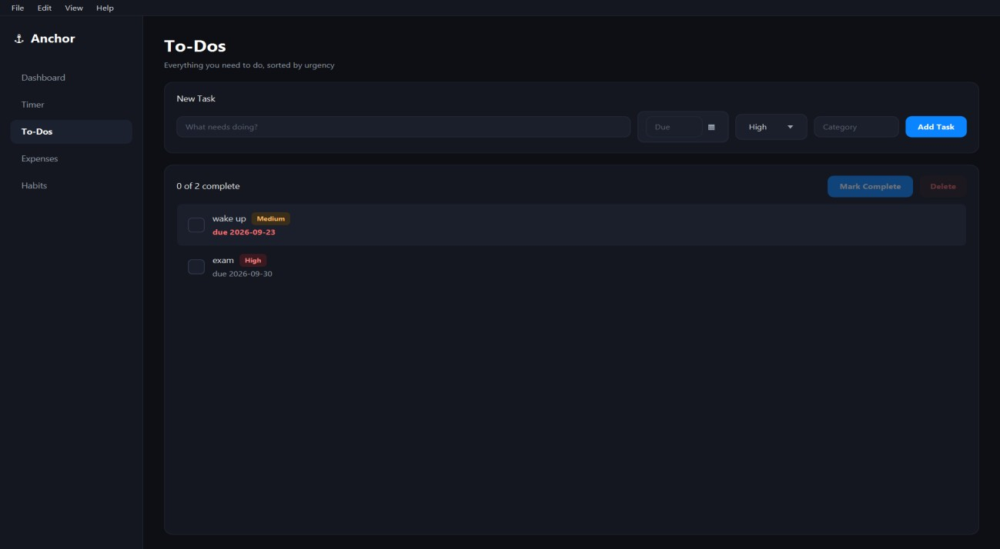 File Edit View Help
⚓ Anchor
Dashboard
Timer
To-Dos
Expenses
Habits
To-Dos
Everything you need to do, sorted by urgency
New Task
What needs doing? Due High Category Add Task
0 of 2 complete Mark Complete Delete
wake up Medium
due 2026-09-23
exam High
due 2026-09-30